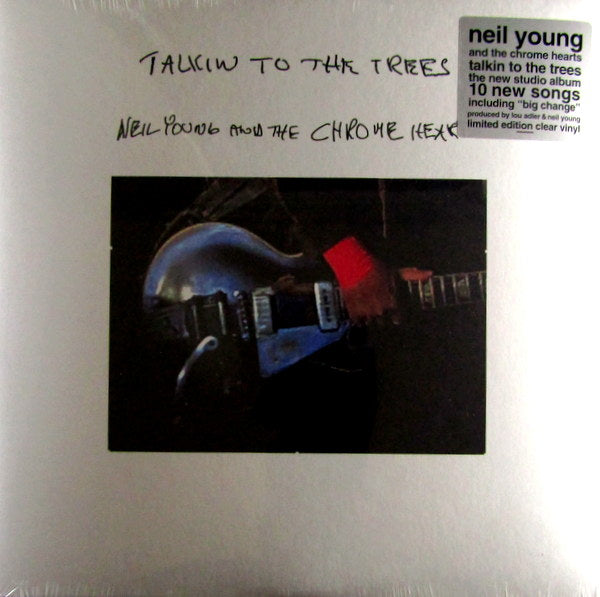 TALKIN TO THE TREES
NEIL YOUNG AND THE CHROME
neil young
and the chrome hearts
talkin to the trees
the new studio album
10 new songs
including "big change"
produced by lou adler & neil young
limited edition clear vinyl